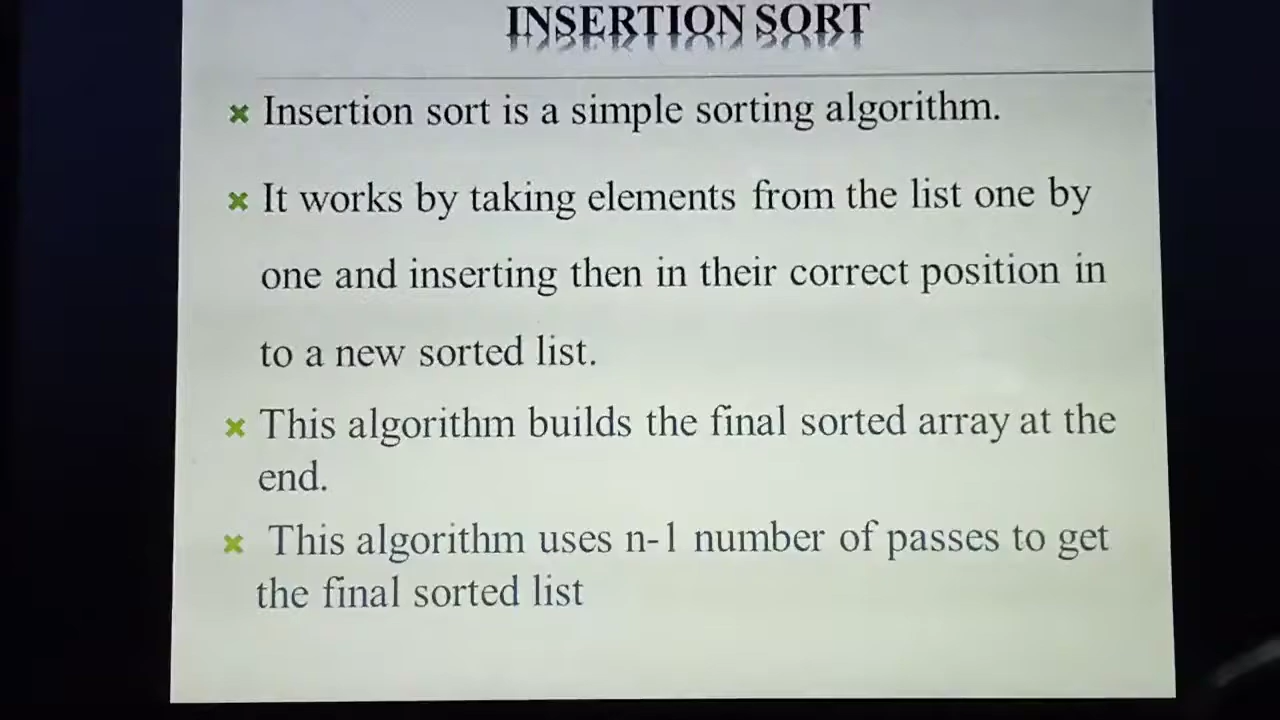 INSERTION SORT
Insertion sort is a simple sorting algorithm.
It works by taking elements from the list one by
one and inserting then in their correct position in
to a new sorted list.
This algorithm builds the final sorted array at the
end.
This algorithm uses n-1 number of passes to get
the final sorted list